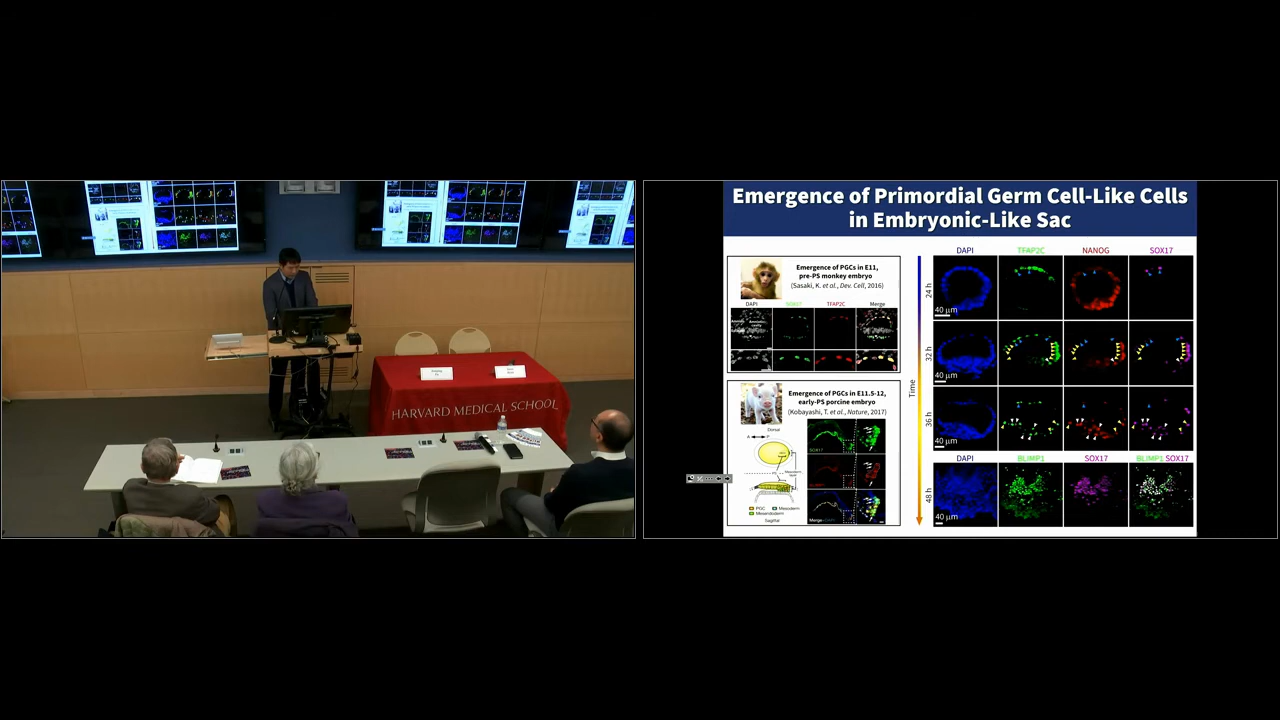 HARVARD MEDICAL SCHOOL
Emergence of Primordial Germ Cell-Like Cells
in Embryonic-Like Sac
Emergence of PGCs in E11,
pre-PS monkey embryo
(Sasaki, K. et al., Dev. Cell, 2016)
DAPI SOX17 TFAP2C Merge
Emergence of PGCs in E11.5-12,
early-PS porcine embryo
(Kobayashi, T. et al., Nature, 2017)
Dorsal
A P
PS
SOX17
Merge
PGC Mesoderm
Mesendoderm
Sagittal
Time
DAPI TFAP2C NANOG SOX17
24 h
40 μm
32 h
40 μm
36 h
40 μm
DAPI BLIMP1 SOX17 BLIMP1 SOX17
48 h
40 μm